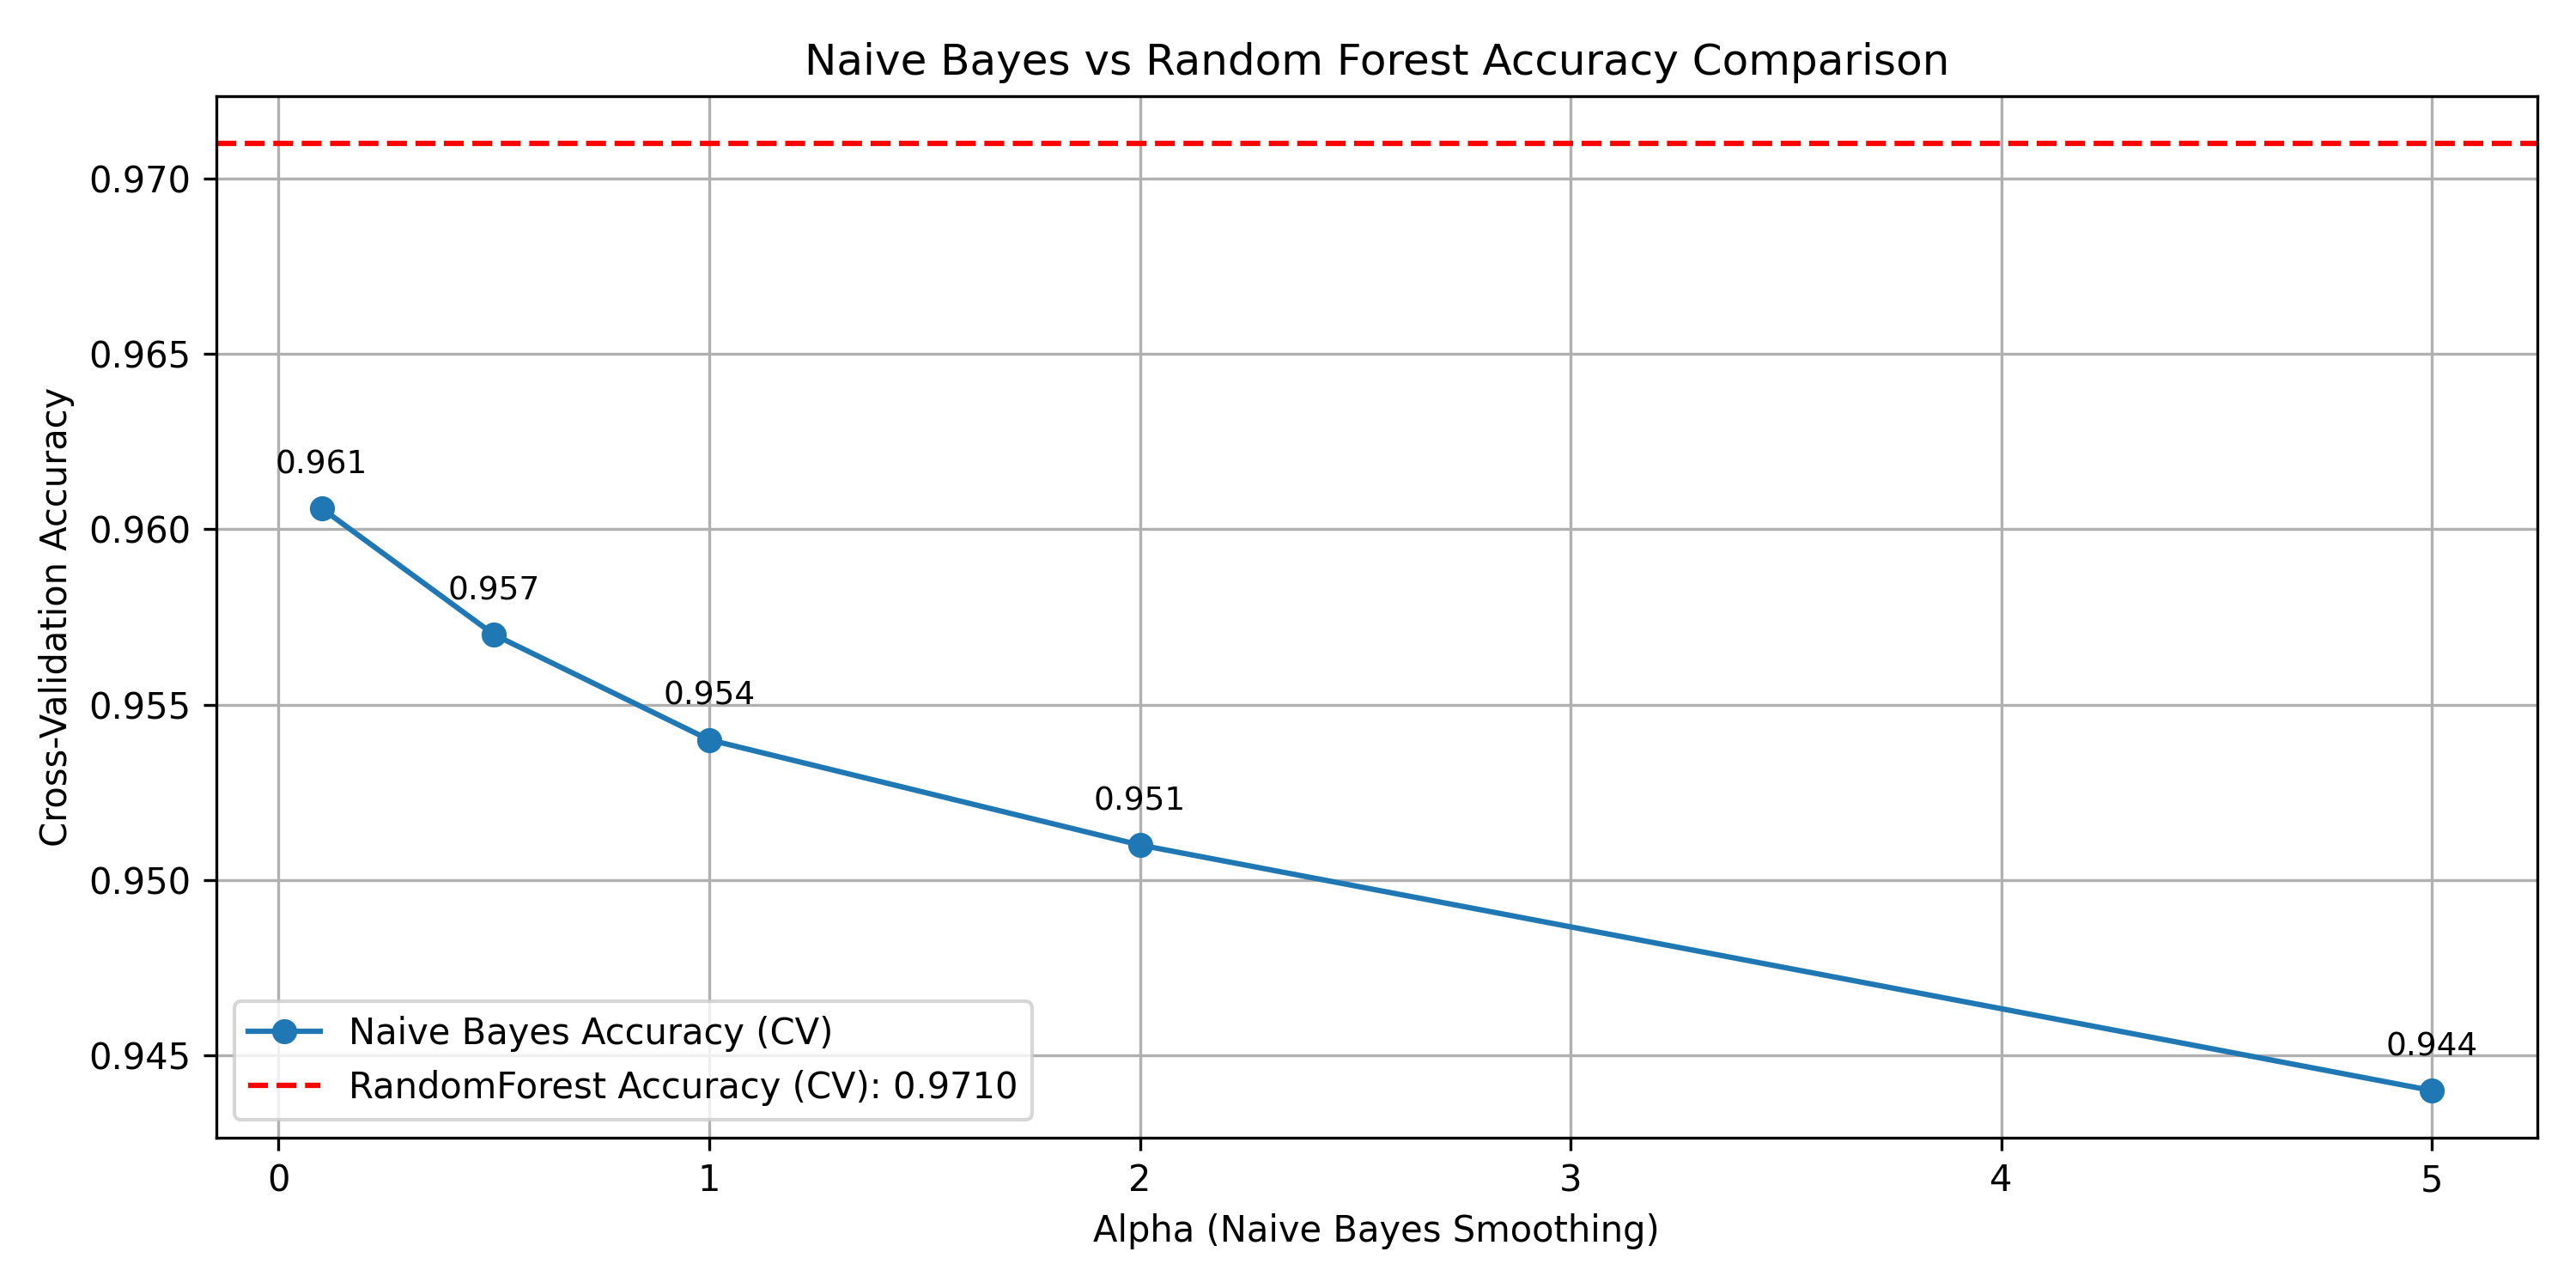 Naive Bayes vs Random Forest Accuracy Comparison
Cross-Validation Accuracy
0.970
0.965
0.960
0.955
0.950
0.945
0.961
0.957
0.954
0.951
0.944
Naive Bayes Accuracy (CV)
RandomForest Accuracy (CV): 0.9710
0 1 2 3 4 5
Alpha (Naive Bayes Smoothing)